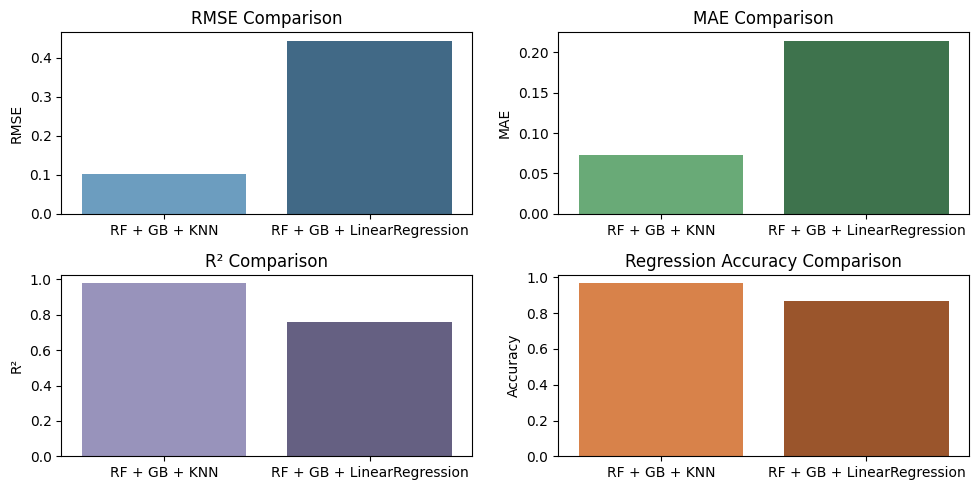 RMSE Comparison
RMSE
0.4
0.3
0.2
0.1
0.0
RF + GB + KNN
RF + GB + LinearRegression
MAE Comparison
MAE
0.20
0.15
0.10
0.05
0.00
RF + GB + KNN
RF + GB + LinearRegression
R² Comparison
R²
1.0
0.8
0.6
0.4
0.2
0.0
RF + GB + KNN
RF + GB + LinearRegression
Regression Accuracy Comparison
Accuracy
1.0
0.8
0.6
0.4
0.2
0.0
RF + GB + KNN
RF + GB + LinearRegression